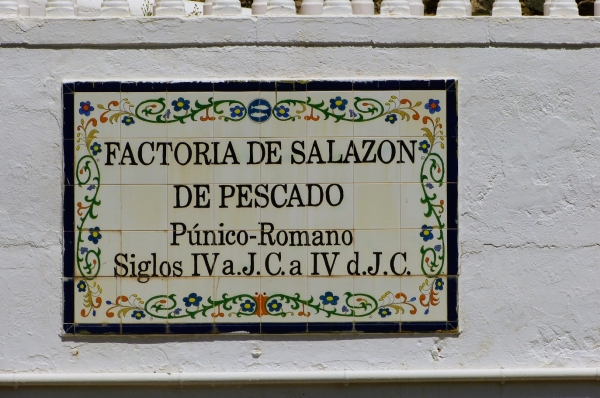 FACTORIA DE SALAZON
DE PESCADO
Púnico-Romano
Siglos IV a.J.C. a IV d.J.C.